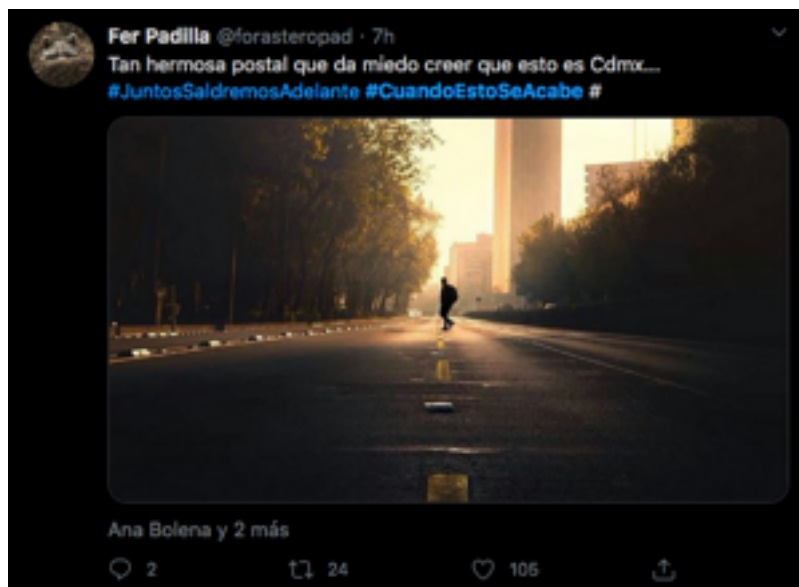 Fer Padilla @forasteropad · 7h
Tan hermosa postal que da miedo creer que esto es Cdmx....
#JuntosSaldremosAdelante #CuandoEstoSeAcabe #
Ana Bolena y 2 más
2 24 105